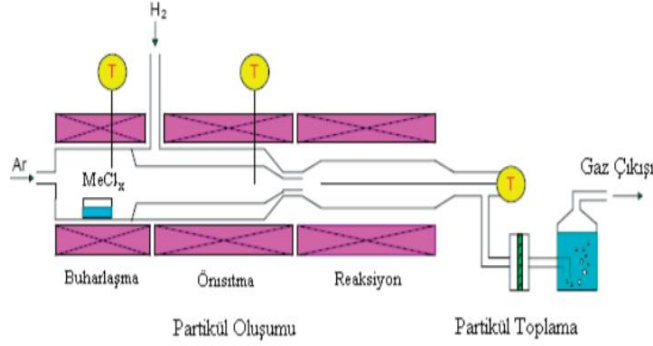 H₂
T
T
Ar
MeClₓ
T
Gaz Çıkışı
Buharlaşma
Önısıtma
Reaksiyon
Partikül Oluşumu
Partikül Toplama